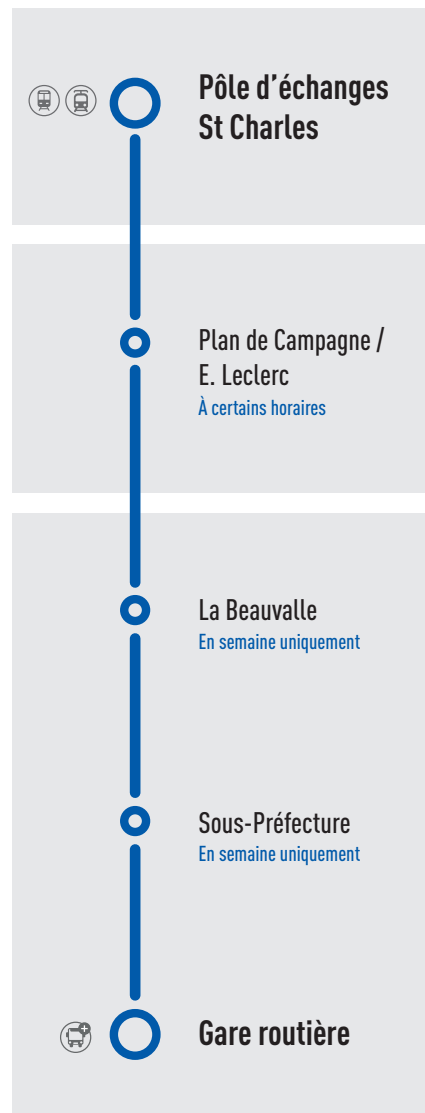 Pôle d’échanges
St Charles
Plan de Campagne /
E. Leclerc
À certains horaires
La Beauvalle
En semaine uniquement
Sous-Préfecture
En semaine uniquement
Gare routière